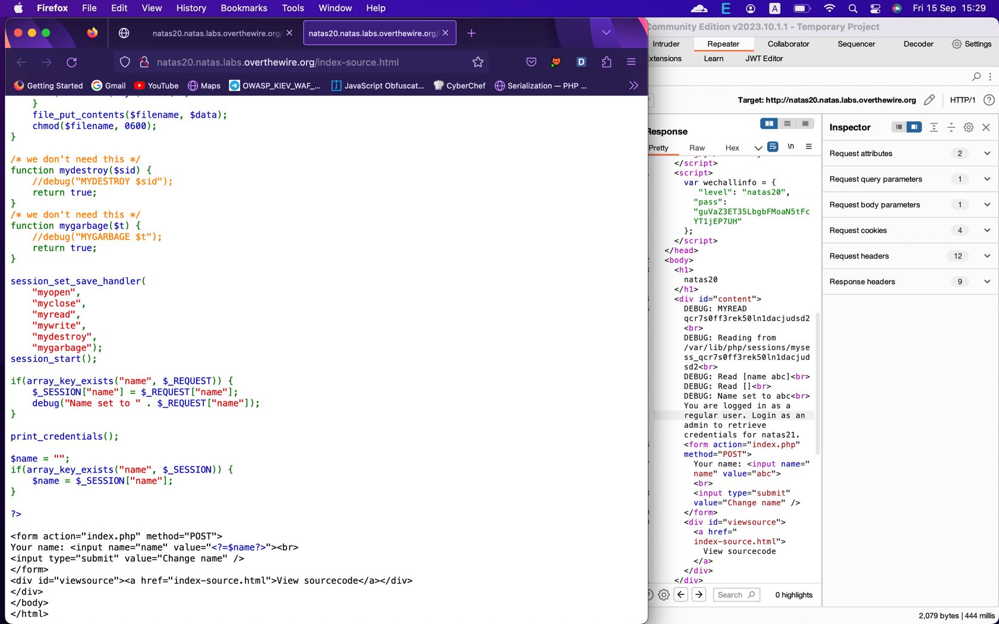 Firefox File Edit View History Bookmarks Tools Window Help
E A Fri 15 Sep 15:29
natas20.natas.labs.overthewire.org/
natas20.natas.labs.overthewire.org/i
natas20.natas.labs.overthewire.org/index-source.html
D
Getting Started Gmail YouTube Maps OWASP_KIEV_WAF_... JavaScript Obfuscat... CyberChef Serialization — PHP ...
}
file_put_contents($filename, $data);
chmod($filename, 0600);
}
/* we don't need this */
function mydestroy($sid) {
//debug("MYDESTROY $sid");
return true;
}
/* we don't need this */
function mygarbage($t) {
//debug("MYGARBAGE $t");
return true;
}
session_set_save_handler(
"myopen",
"myclose",
"myread",
"mywrite",
"mydestroy",
"mygarbage");
session_start();
if(array_key_exists("name", $_REQUEST)) {
$_SESSION["name"] = $_REQUEST["name"];
debug("Name set to " . $_REQUEST["name"]);
}
print_credentials();
$name = "";
if(array_key_exists("name", $_SESSION)) {
$name = $_SESSION["name"];
}
?>
<form action="index.php" method="POST">
Your name: <input name="name" value="<?=$name?>"><br>
<input type="submit" value="Change name" />
</form>
<div id="viewsource"><a href="index-source.html">View sourcecode</a></div>
</div>
</body>
</html>
Community Edition v2023.10.1.1 - Temporary Project
Intruder Repeater Collaborator Sequencer Decoder Settings
Extensions Learn JWT Editor
Target: http://natas20.natas.labs.overthewire.org HTTP/1
Response
Pretty Raw Hex \n
</script>
<script>
var wechallinfo = {
"level": "natas20",
"pass":
"guVaZ3ET35LbgbFMoaN5tFc
YT1jEP7UH"
};
</script>
</head>
<body>
<h1>
natas20
</h1>
<div id="content">
DEBUG: MYREAD
qcr7s0ff3rek50ln1dacjudsd2
<br>
DEBUG: Reading from
/var/lib/php/sessions/myse
ss_qcr7s0ff3rek50ln1dacjud
sd2<br>
DEBUG: Read [name abc]<br>
DEBUG: Read []<br>
DEBUG: Name set to abc<br>
You are logged in as a
regular user. Login as an
admin to retrieve
credentials for natas21.
<form action="index.php"
method="POST">
Your name: <input name="
name" value="abc">
<br>
<input type="submit"
value="Change name" />
</form>
<div id="viewsource">
<a href="
index-source.html">
View sourcecode
</a>
</div>
</div>
Search 0 highlights
Inspector
Request attributes 2
Request query parameters 1
Request body parameters 1
Request cookies 4
Request headers 12
Response headers 9
2,079 bytes | 444 millis